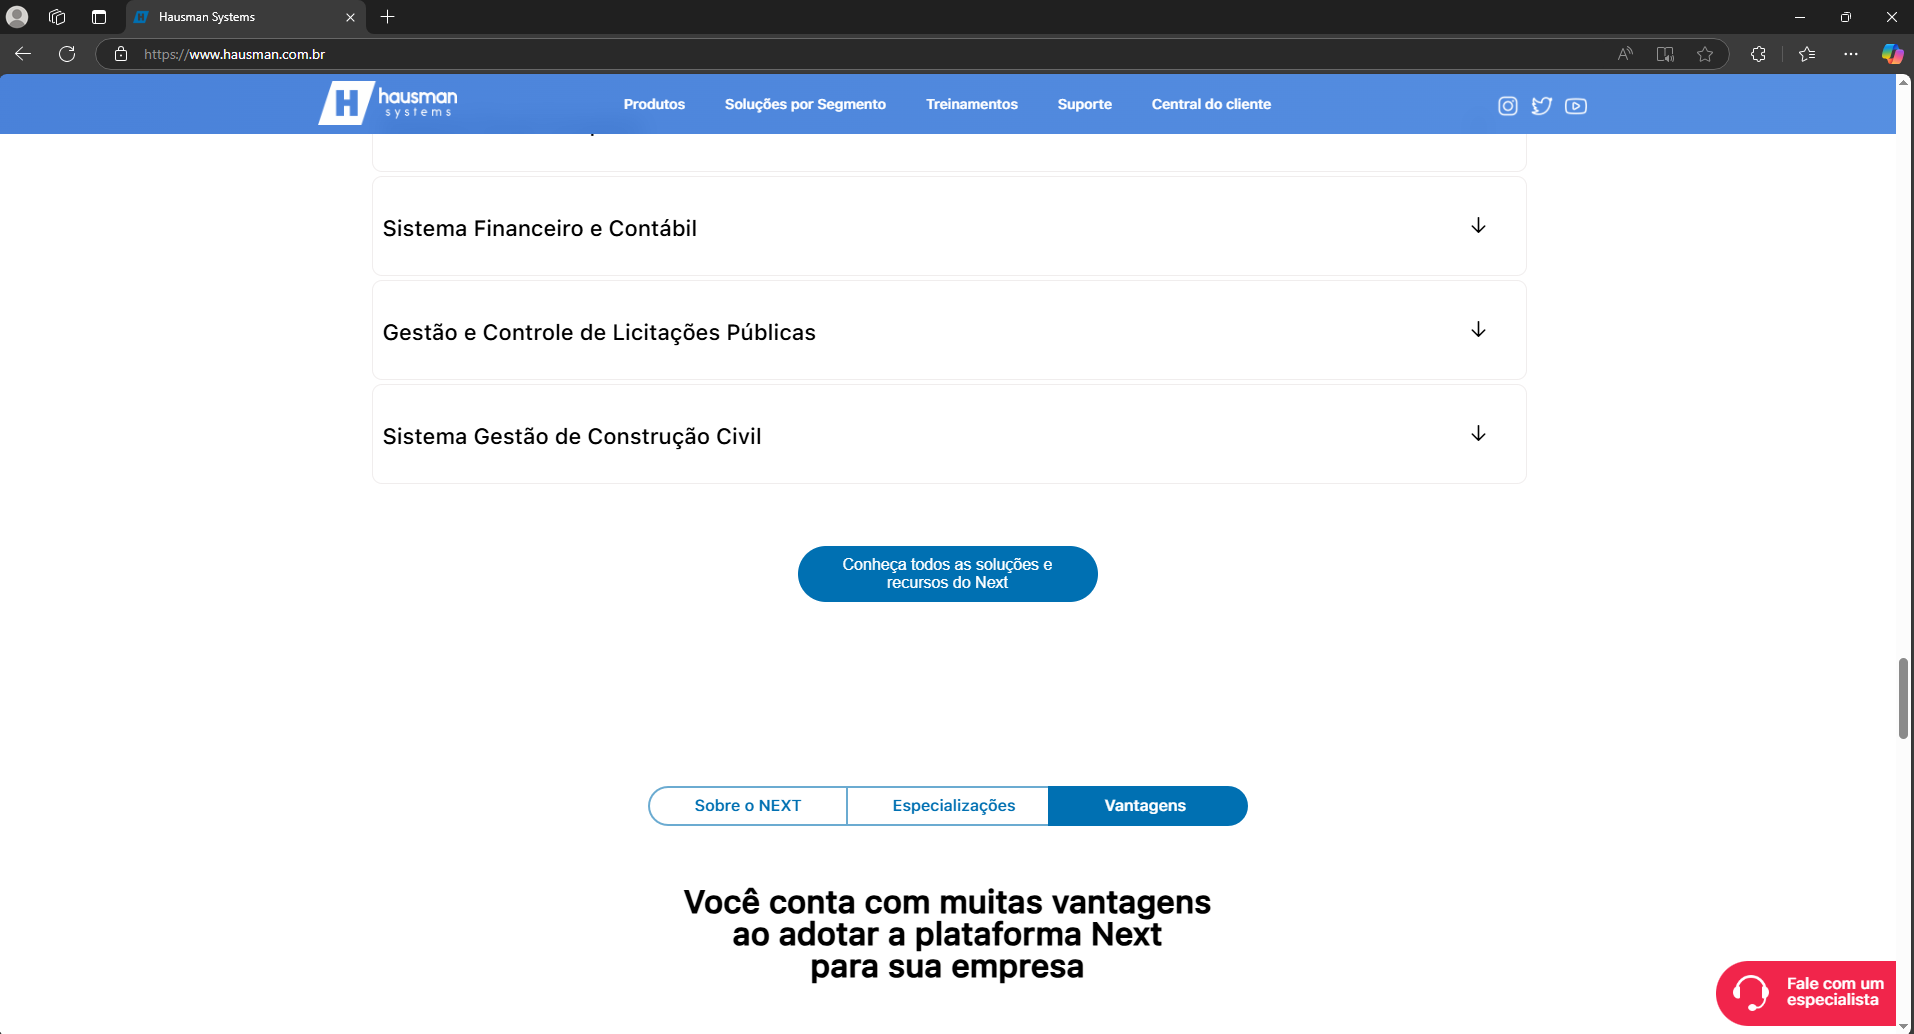 Hausman Systems
https://www.hausman.com.br
H hausman
systems
Produtos
Soluções por Segmento
Treinamentos
Suporte
Central do cliente
Sistema Financeiro e Contábil
Gestão e Controle de Licitações Públicas
Sistema Gestão de Construção Civil
Conheça todos as soluções e
recursos do Next
Sobre o NEXT
Especializações
Vantagens
Você conta com muitas vantagens
ao adotar a plataforma Next
para sua empresa
Fale com um
especialista